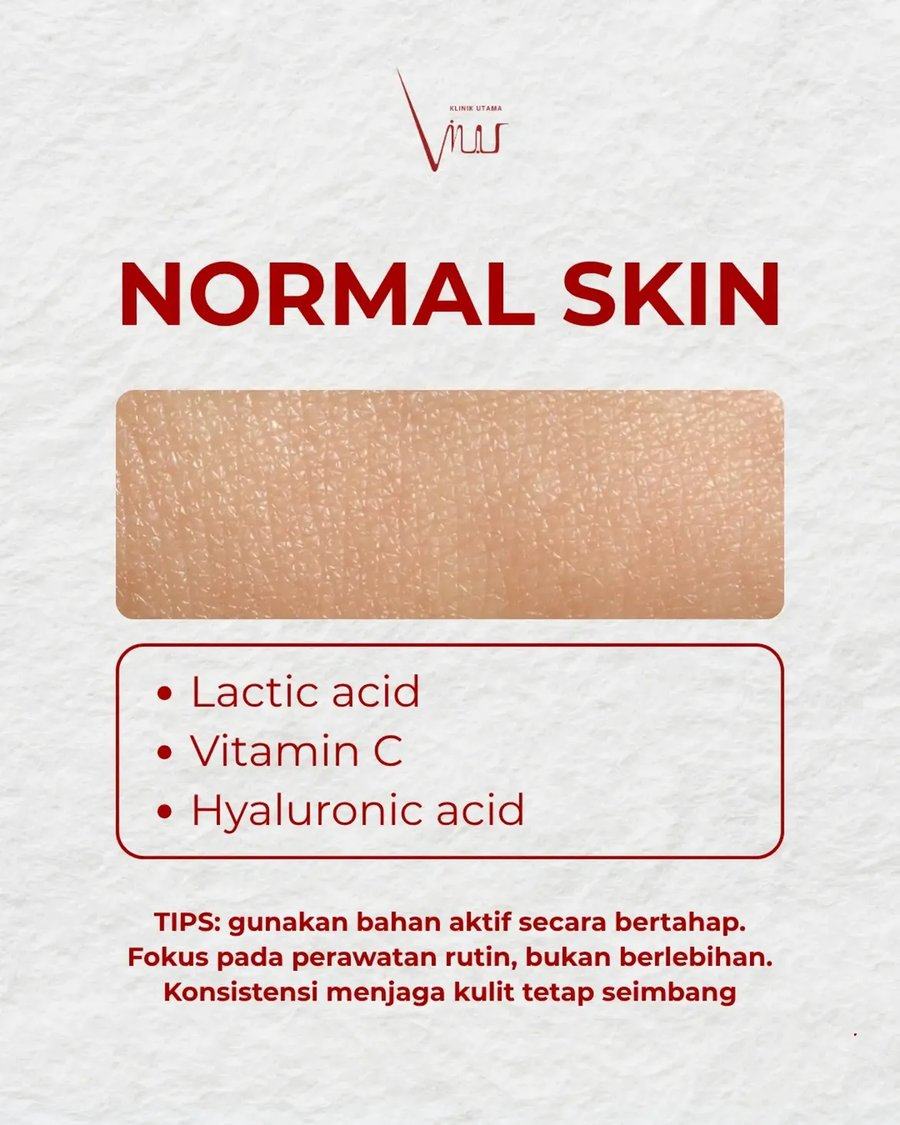 KLINIK UTAMA
NORMAL SKIN
• Lactic acid
• Vitamin C
• Hyaluronic acid
TIPS: gunakan bahan aktif secara bertahap.
Fokus pada perawatan rutin, bukan berlebihan.
Konsistensi menjaga kulit tetap seimbang